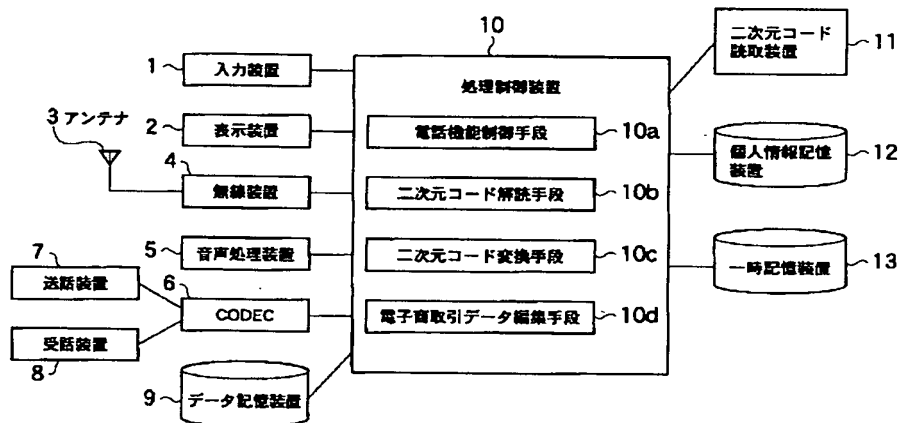 10
処理制御装置
1 入力装置
2 表示装置
3 アンテナ
4
無線装置
5 音声処理装置
6
CODEC
7
送話装置
受話装置
8
9 データ記憶装置
電話機能制御手段 10a
二次元コード解読手段 10b
二次元コード変換手段 10c
電子商取引データ編集手段 10d
二次元コード
読取装置 11
個人情報記憶
装置 12
一時記憶装置 13